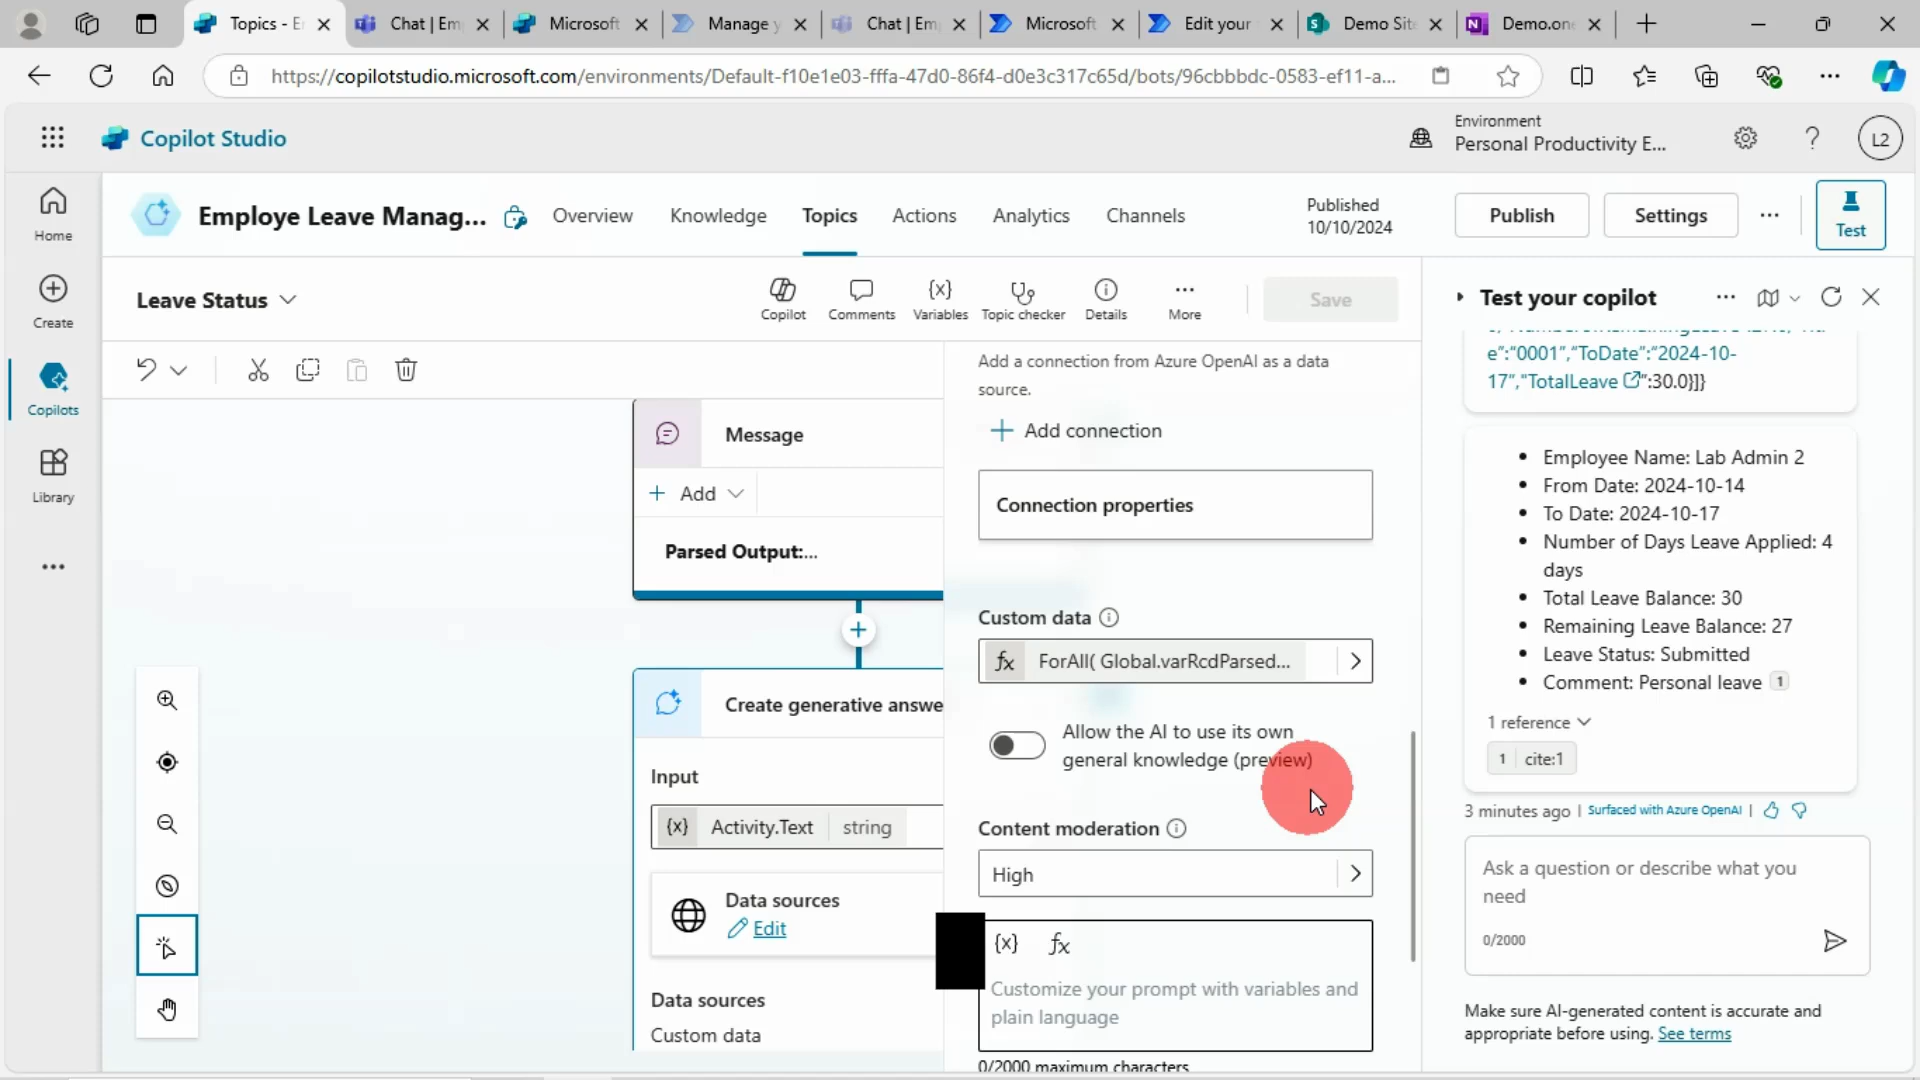 Topics - E
Chat | Em
Microsoft
Manage y
Chat | Em
Microsoft
Edit your
Demo Site
Demo.on
https://copilotstudio.microsoft.com/environments/Default-f10e1e03-fffa-47d0-86f4-d0e3c317c65d/bots/96cbbbdc-0583-ef11-a...
Copilot Studio
Environment
Personal Productivity E...
L2
Home
Create
Copilots
Library
Employe Leave Manag...
Overview
Knowledge
Topics
Actions
Analytics
Channels
Published
10/10/2024
Publish
Settings
Test
Leave Status
Copilot
Comments
Variables
Topic checker
Details
More
Save
Message
Add
Parsed Output:...
Create generative answe
Input
{x} Activity.Text string
Data sources
Edit
Data sources
Custom data
Add a connection from Azure OpenAI as a data
source.
Add connection
Connection properties
Custom data
fx ForAll( Global.varRcdParsed...
Allow the AI to use its own
general knowledge (preview)
Content moderation
High
{x} fx
Customize your prompt with variables and
plain language
0/2000 maximum characters
Test your copilot
e":"0001","ToDate":"2024-10-
17","TotalLeave ":30.0}]}
• Employee Name: Lab Admin 2
• From Date: 2024-10-14
• To Date: 2024-10-17
• Number of Days Leave Applied: 4
days
• Total Leave Balance: 30
• Remaining Leave Balance: 27
• Leave Status: Submitted
• Comment: Personal leave 1
1 reference
1 cite:1
3 minutes ago | Surfaced with Azure OpenAI |
Ask a question or describe what you
need
0/2000
Make sure AI-generated content is accurate and
appropriate before using. See terms